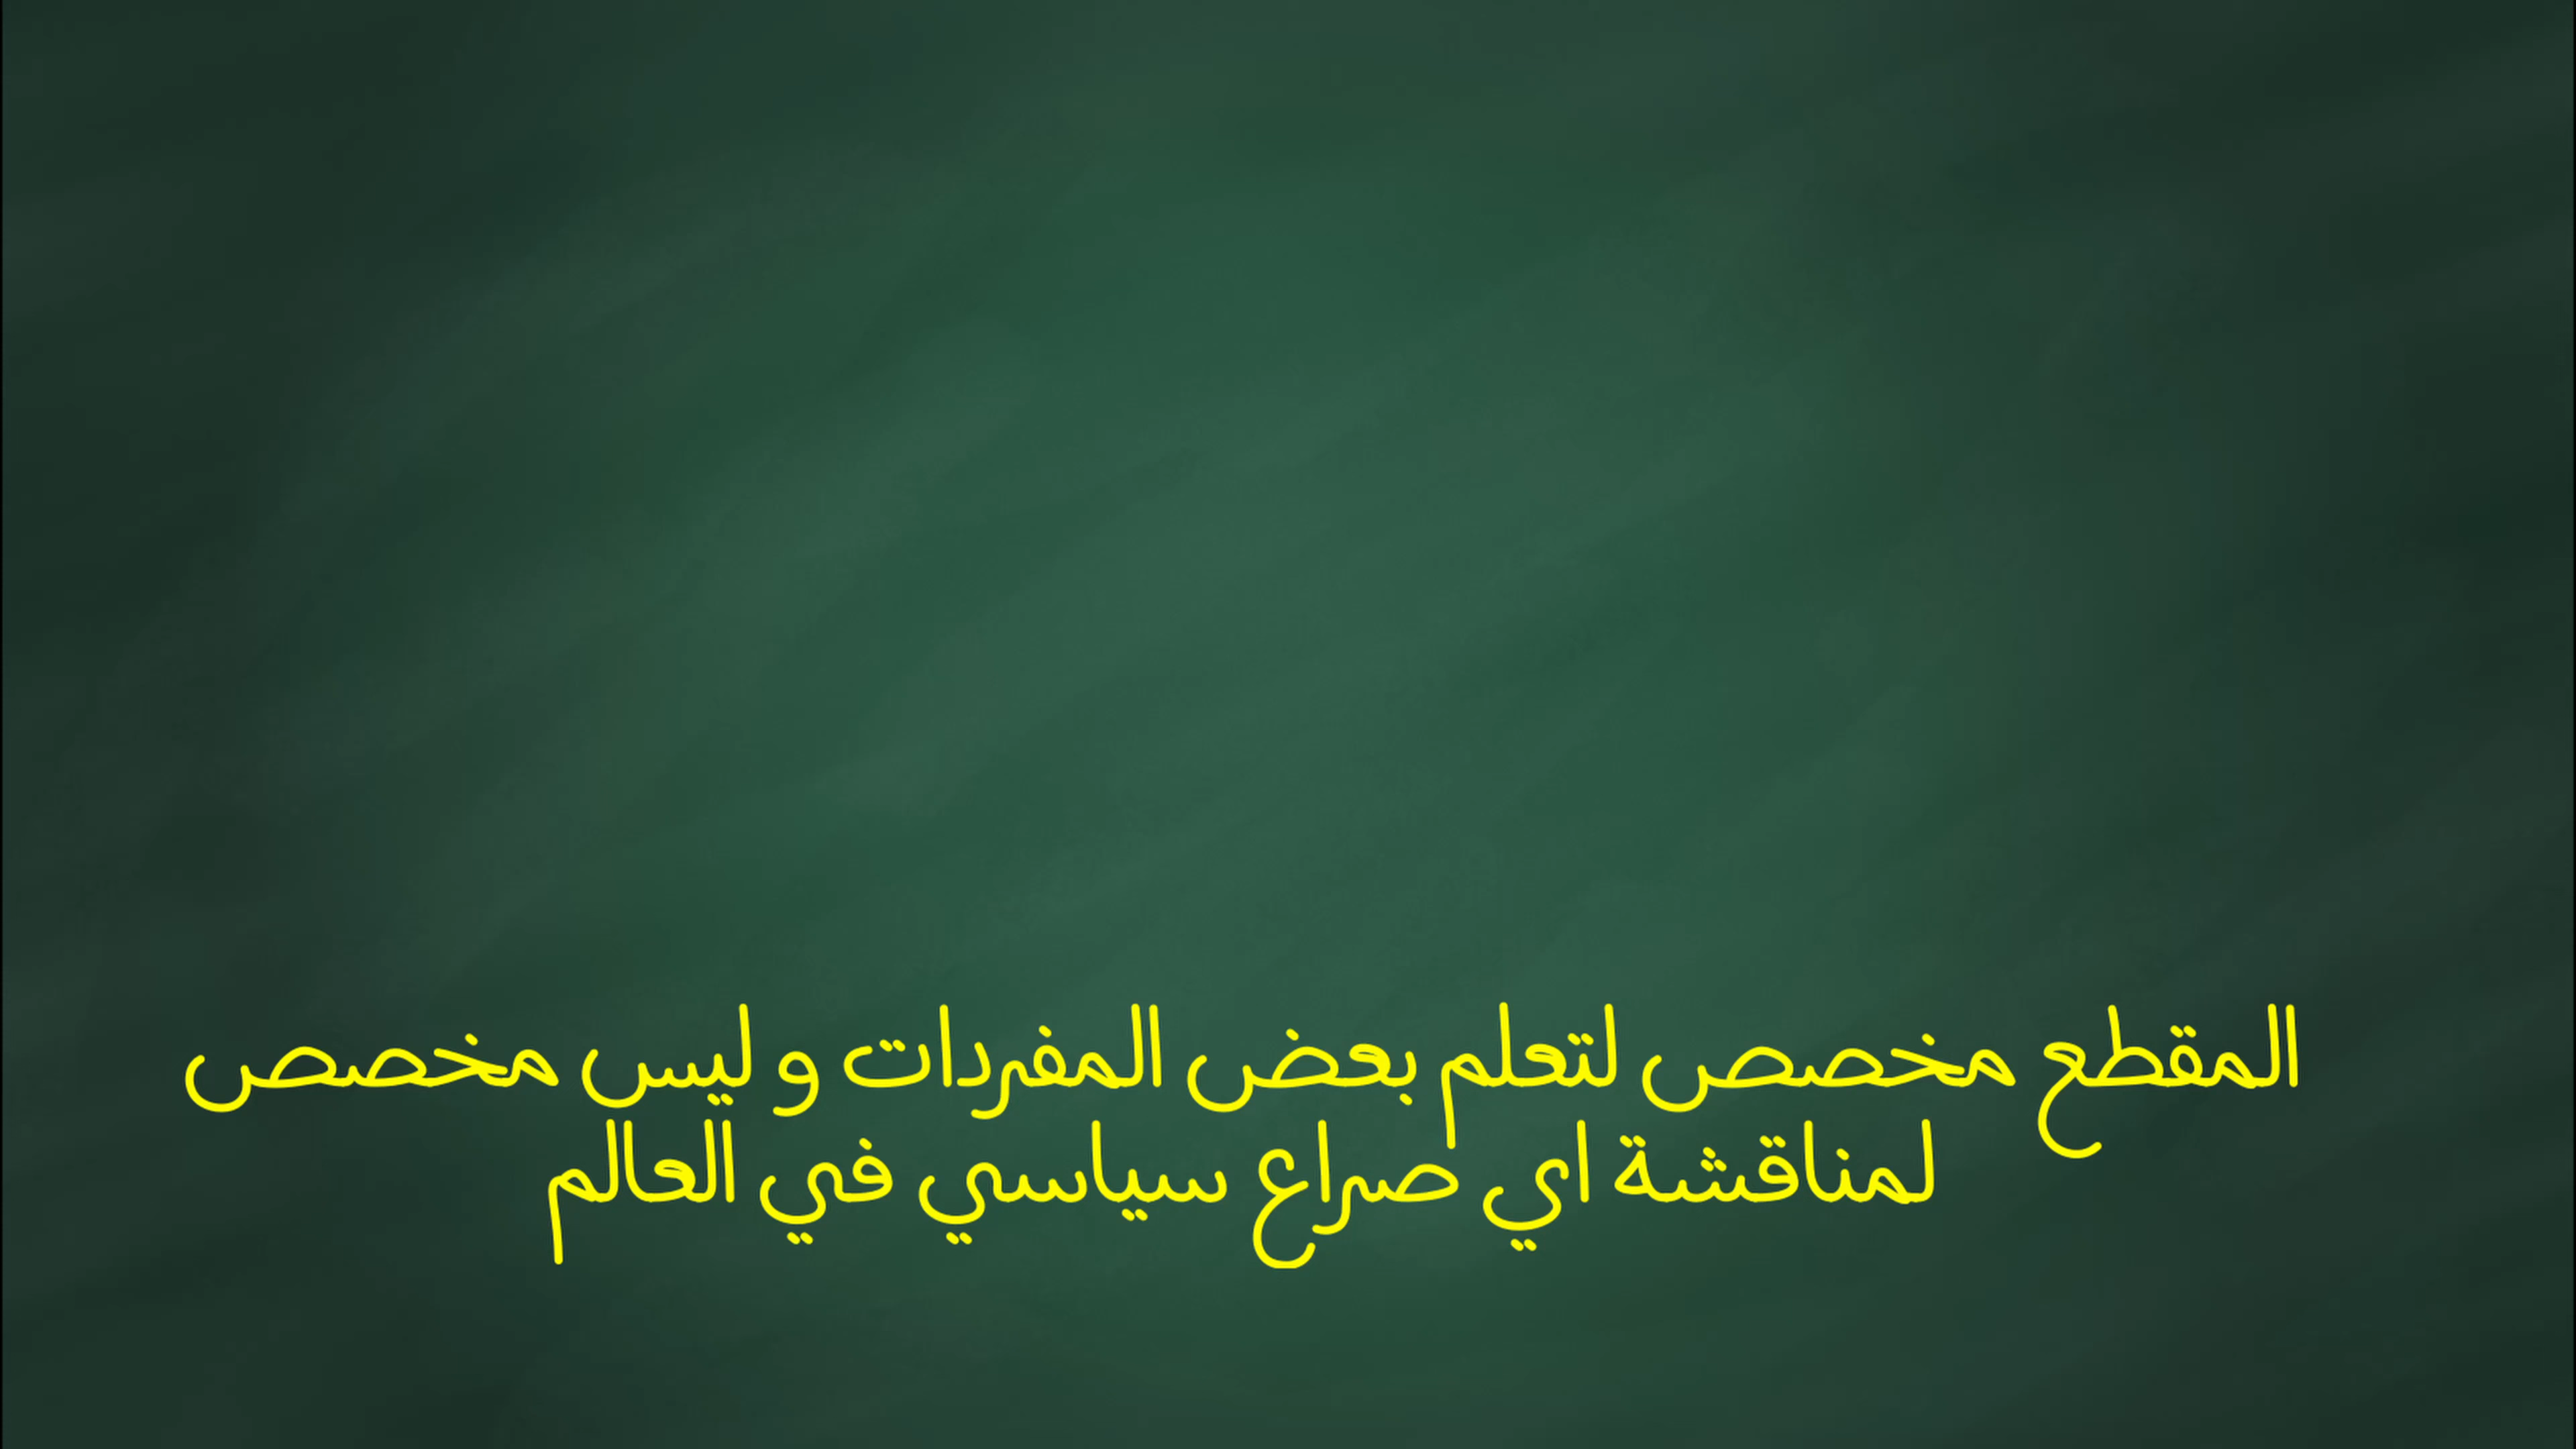 المقطع مخصص لتعلم بعض المفردات و ليس مخصص
لمناقشة اي صراع سياسي في العالم